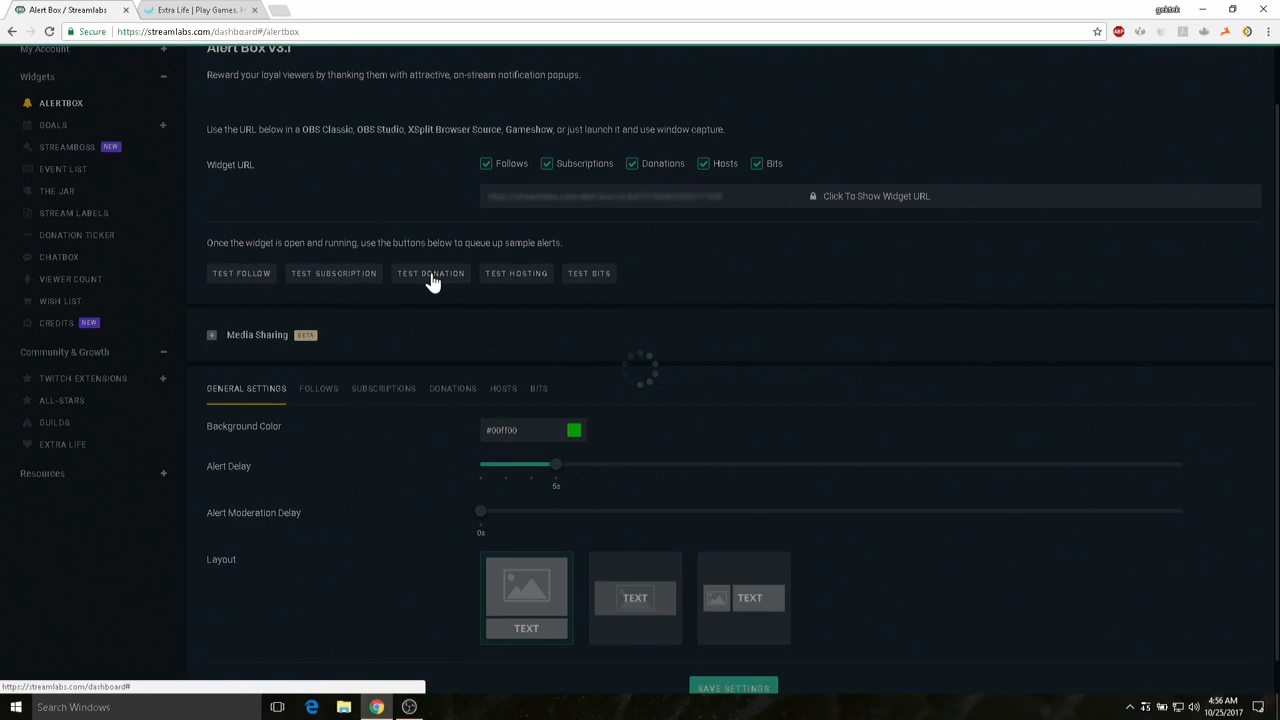 Alert Box / Streamlabs
Extra Life | Play Games. H
gektek
Secure
https://streamlabs.com/dashboard#/alertbox
My Account
Widgets
ALERTBOX
GOALS
STREAMBOSS NEW
EVENT LIST
THE JAR
STREAM LABELS
DONATION TICKER
CHATBOX
VIEWER COUNT
WISH LIST
CREDITS NEW
Community & Growth
TWITCH EXTENSIONS
ALL-STARS
GUILDS
EXTRA LIFE
Resources
Alert Box v3.1
Reward your loyal viewers by thanking them with attractive, on-stream notification popups.
Use the URL below in a OBS Classic, OBS Studio, XSplit Browser Source, Gameshow, or just launch it and use window capture.
Widget URL
Follows Subscriptions Donations Hosts Bits
Click To Show Widget URL
Once the widget is open and running, use the buttons below to queue up sample alerts.
TEST FOLLOW TEST SUBSCRIPTION TEST DONATION TEST HOSTING TEST BITS
Media Sharing BETA
GENERAL SETTINGS FOLLOWS SUBSCRIPTIONS DONATIONS HOSTS BITS
Background Color
#00ff00
Alert Delay
5s
Alert Moderation Delay
0s
Layout
TEXT
TEXT
TEXT
SAVE SETTINGS
https://streamlabs.com/dashboard#
Search Windows
4:56 AM
10/25/2017